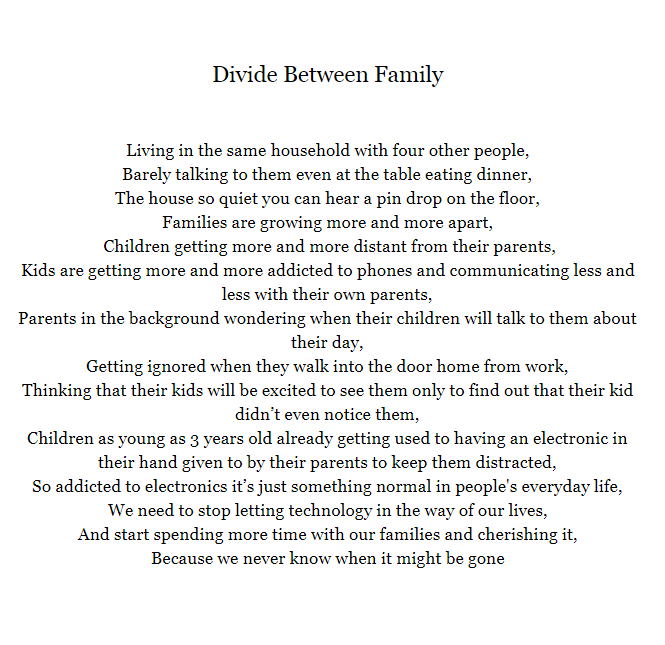 Divide Between Family
Living in the same household with four other people,
Barely talking to them even at the table eating dinner,
The house so quiet you can hear a pin drop on the floor,
Families are growing more and more apart,
Children getting more and more distant from their parents,
Kids are getting more and more addicted to phones and communicating less and
less with their own parents,
Parents in the background wondering when their children will talk to them about
their day,
Getting ignored when they walk into the door home from work,
Thinking that their kids will be excited to see them only to find out that their kid
didn’t even notice them,
Children as young as 3 years old already getting used to having an electronic in
their hand given to by their parents to keep them distracted,
So addicted to electronics it’s just something normal in people's everyday life,
We need to stop letting technology in the way of our lives,
And start spending more time with our families and cherishing it,
Because we never know when it might be gone